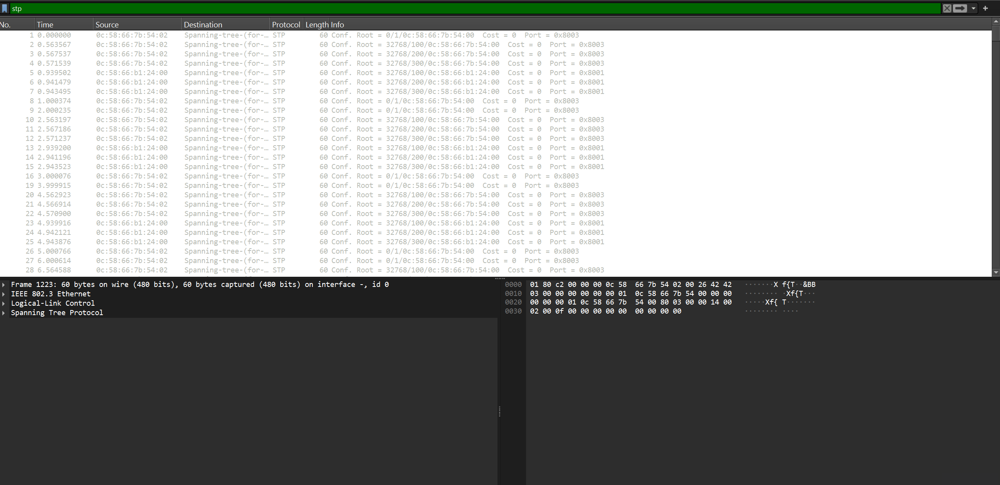 stp
No. Time Source Destination Protocol Length Info
1 0.000000 0c:58:66:7b:54:02 Spanning-tree-(for-… STP 60 Conf. Root = 0/1/0c:58:66:7b:54:00 Cost = 0 Port = 0x8003
2 0.563567 0c:58:66:7b:54:02 Spanning-tree-(for-… STP 60 Conf. Root = 32768/100/0c:58:66:7b:54:00 Cost = 0 Port = 0x8003
3 0.567537 0c:58:66:7b:54:02 Spanning-tree-(for-… STP 60 Conf. Root = 32768/200/0c:58:66:7b:54:00 Cost = 0 Port = 0x8003
4 0.571539 0c:58:66:7b:54:02 Spanning-tree-(for-… STP 60 Conf. Root = 32768/300/0c:58:66:7b:54:00 Cost = 0 Port = 0x8003
5 0.939502 0c:58:66:b1:24:00 Spanning-tree-(for-… STP 60 Conf. Root = 32768/100/0c:58:66:b1:24:00 Cost = 0 Port = 0x8001
6 0.941479 0c:58:66:b1:24:00 Spanning-tree-(for-… STP 60 Conf. Root = 32768/200/0c:58:66:b1:24:00 Cost = 0 Port = 0x8001
7 0.943495 0c:58:66:b1:24:00 Spanning-tree-(for-… STP 60 Conf. Root = 32768/300/0c:58:66:b1:24:00 Cost = 0 Port = 0x8001
8 1.000374 0c:58:66:7b:54:02 Spanning-tree-(for-… STP 60 Conf. Root = 0/1/0c:58:66:7b:54:00 Cost = 0 Port = 0x8003
9 2.000235 0c:58:66:7b:54:02 Spanning-tree-(for-… STP 60 Conf. Root = 0/1/0c:58:66:7b:54:00 Cost = 0 Port = 0x8003
10 2.563197 0c:58:66:7b:54:02 Spanning-tree-(for-… STP 60 Conf. Root = 32768/100/0c:58:66:7b:54:00 Cost = 0 Port = 0x8003
11 2.567186 0c:58:66:7b:54:02 Spanning-tree-(for-… STP 60 Conf. Root = 32768/200/0c:58:66:7b:54:00 Cost = 0 Port = 0x8003
12 2.571237 0c:58:66:7b:54:02 Spanning-tree-(for-… STP 60 Conf. Root = 32768/300/0c:58:66:7b:54:00 Cost = 0 Port = 0x8003
13 2.939200 0c:58:66:b1:24:00 Spanning-tree-(for-… STP 60 Conf. Root = 32768/100/0c:58:66:b1:24:00 Cost = 0 Port = 0x8001
14 2.941196 0c:58:66:b1:24:00 Spanning-tree-(for-… STP 60 Conf. Root = 32768/200/0c:58:66:b1:24:00 Cost = 0 Port = 0x8001
15 2.943523 0c:58:66:b1:24:00 Spanning-tree-(for-… STP 60 Conf. Root = 32768/300/0c:58:66:b1:24:00 Cost = 0 Port = 0x8001
16 3.000076 0c:58:66:7b:54:02 Spanning-tree-(for-… STP 60 Conf. Root = 0/1/0c:58:66:7b:54:00 Cost = 0 Port = 0x8003
19 3.999915 0c:58:66:7b:54:02 Spanning-tree-(for-… STP 60 Conf. Root = 0/1/0c:58:66:7b:54:00 Cost = 0 Port = 0x8003
20 4.562923 0c:58:66:7b:54:02 Spanning-tree-(for-… STP 60 Conf. Root = 32768/100/0c:58:66:7b:54:00 Cost = 0 Port = 0x8003
21 4.566914 0c:58:66:7b:54:02 Spanning-tree-(for-… STP 60 Conf. Root = 32768/200/0c:58:66:7b:54:00 Cost = 0 Port = 0x8003
22 4.570900 0c:58:66:7b:54:02 Spanning-tree-(for-… STP 60 Conf. Root = 32768/300/0c:58:66:7b:54:00 Cost = 0 Port = 0x8003
23 4.939916 0c:58:66:b1:24:00 Spanning-tree-(for-… STP 60 Conf. Root = 32768/100/0c:58:66:b1:24:00 Cost = 0 Port = 0x8001
24 4.942121 0c:58:66:b1:24:00 Spanning-tree-(for-… STP 60 Conf. Root = 32768/200/0c:58:66:b1:24:00 Cost = 0 Port = 0x8001
25 4.943876 0c:58:66:b1:24:00 Spanning-tree-(for-… STP 60 Conf. Root = 32768/300/0c:58:66:b1:24:00 Cost = 0 Port = 0x8001
26 5.000766 0c:58:66:7b:54:02 Spanning-tree-(for-… STP 60 Conf. Root = 0/1/0c:58:66:7b:54:00 Cost = 0 Port = 0x8003
27 6.000614 0c:58:66:7b:54:02 Spanning-tree-(for-… STP 60 Conf. Root = 0/1/0c:58:66:7b:54:00 Cost = 0 Port = 0x8003
28 6.564588 0c:58:66:7b:54:02 Spanning-tree-(for-… STP 60 Conf. Root = 32768/100/0c:58:66:7b:54:00 Cost = 0 Port = 0x8003
Frame 1223: 60 bytes on wire (480 bits), 60 bytes captured (480 bits) on interface -, id 0
IEEE 802.3 Ethernet
Logical-Link Control
Spanning Tree Protocol
0000 01 80 c2 00 00 00 0c 58 66 7b 54 02 00 26 42 42 ·······X f{T··&BB
0010 03 00 00 00 00 00 00 01 0c 58 66 7b 54 00 00 00 ········ ·Xf{T···
0020 00 00 00 01 0c 58 66 7b 54 00 80 03 00 00 14 00 ·····Xf{ T·······
0030 02 00 0f 00 00 00 00 00 00 00 00 00 ········ ····